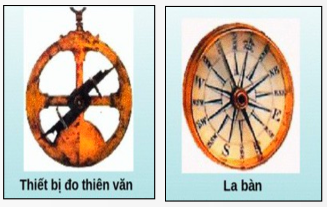 Thiết bị đo thiên văn
La bàn
S
E